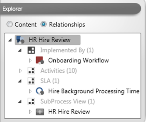 Explorer
Content Relationships
HR Hire Review
Implemented By (1)
Onboarding Workflow
Activities (10)
SLA (1)
Hire Background Processing Time
SubProcess View (1)
HR Hire Review